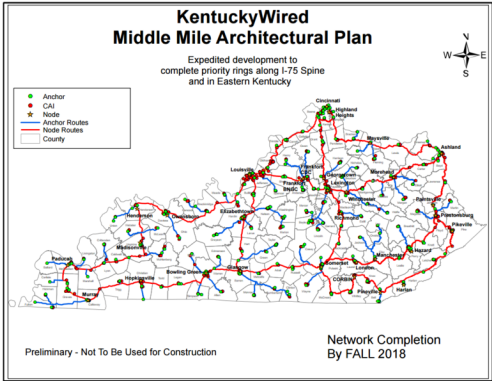 KentuckyWired
Middle Mile Architectural Plan
Expedited development to
complete priority rings along I-75 Spine
and in Eastern Kentucky
N
W E
S
Anchor
CAI
Node
Anchor Routes
Node Routes
County
Cincinnati
Highland
Heights
Maysville
Ashland
Louisville
Frankfort
Georgetown
Morehead
Frankfort
Lexington
Winchester
Paintsville
Prestonsburg
Henderson
Owensboro
Elizabethtown
Richmond
Pikeville
Madisonville
Hazard
Paducah
Bowling Green
Glasgow
Somerset
Manchester
London
Hopkinsville
CORBIN
Murray
Pineville
Harlan
Preliminary - Not To Be Used for Construction
Network Completion
By FALL 2018